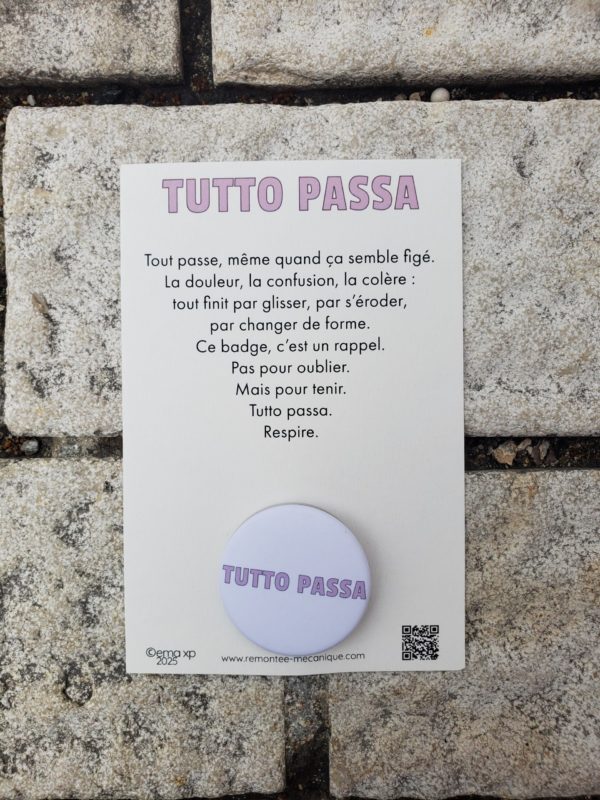 TUTTO PASSA
Tout passe, même quand ça semble figé.
La douleur, la confusion, la colère :
tout finit par glisser, par s’éroder,
par changer de forme.
Ce badge, c’est un rappel.
Pas pour oublier.
Mais pour tenir.
Tutto passa.
Respire.
TUTTO PASSA
©ema xp
2025
www.remontee-mecanique.com